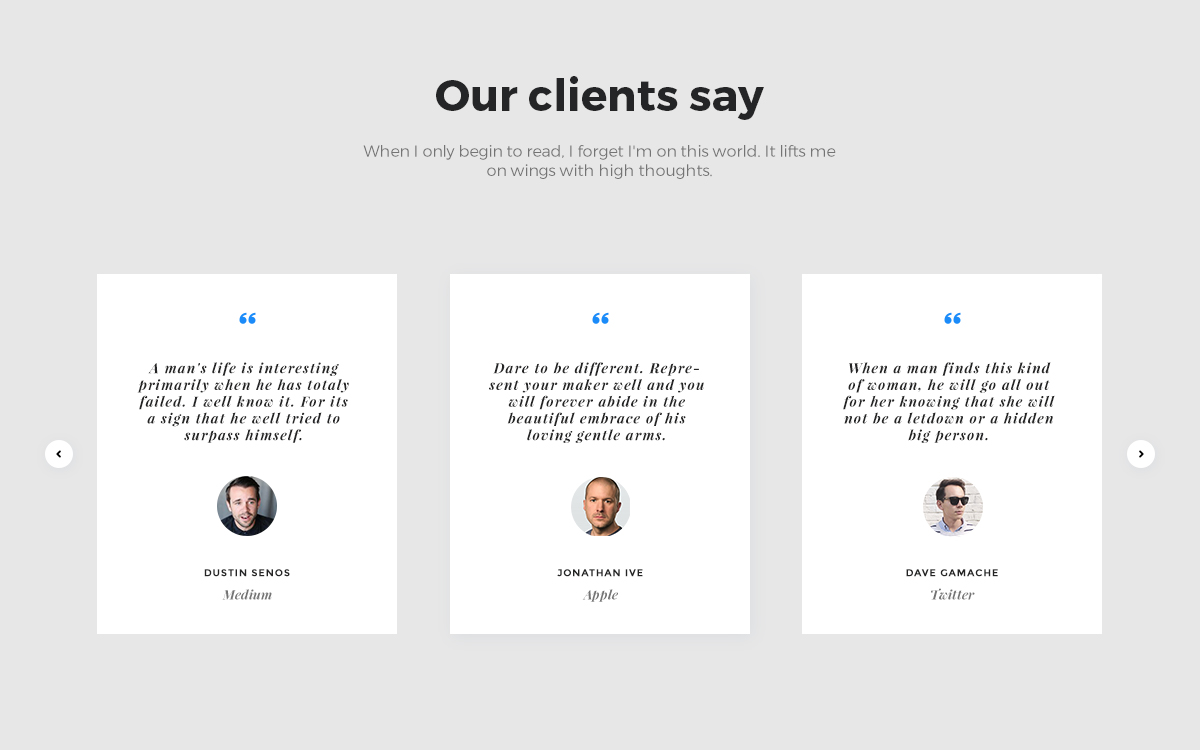 Our clients say
When I only begin to read, I forget I'm on this world. It lifts me
on wings with high thoughts.
“
A man's life is interesting
primarily when he has totaly
failed. I well know it. For its
a sign that he well tried to
surpass himself.
DUSTIN SENOS
Medium
“
Dare to be different. Repre-
sent your maker well and you
will forever abide in the
beautiful embrace of his
loving gentle arms.
JONATHAN IVE
Apple
“
When a man finds this kind
of woman, he will go all out
for her knowing that she will
not be a letdown or a hidden
big person.
DAVE GAMACHE
Twitter